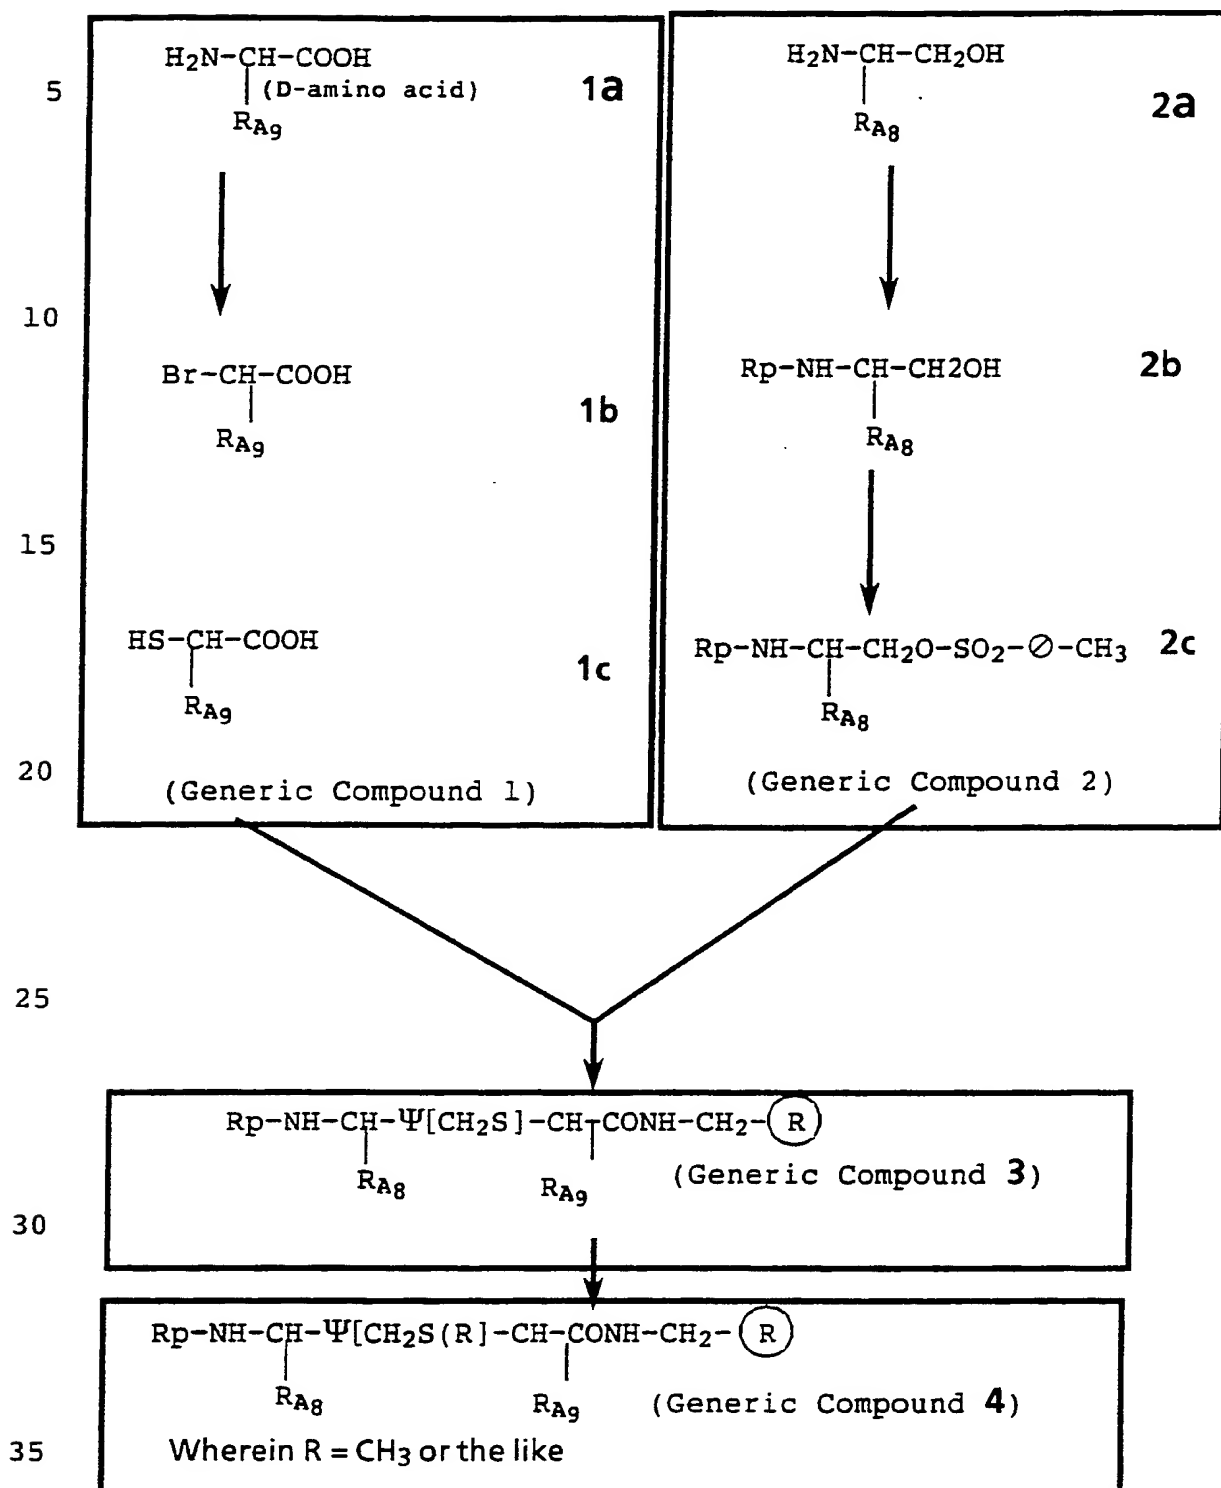 H2N-CH-COOH
(D-amino acid)
RA9
1a
5
Br-CH-COOH
RA9
1b
10
HS-CH-COOH
RA9
1c
15
(Generic Compound 1)
20
H2N-CH-CH2OH
RA8
2a
Rp-NH-CH-CH2OH
RA8
2b
Rp-NH-CH-CH2O-SO2-∅-CH3
RA8
2c
(Generic Compound 2)
25
Rp-NH-CH-Ψ[CH2S]-CH-CONH-CH2-R
RA8
RA9
(Generic Compound 3)
30
Rp-NH-CH-Ψ[CH2S(R]-CH-CONH-CH2-R
RA8
RA9
(Generic Compound 4)
35
Wherein R = CH3 or the like